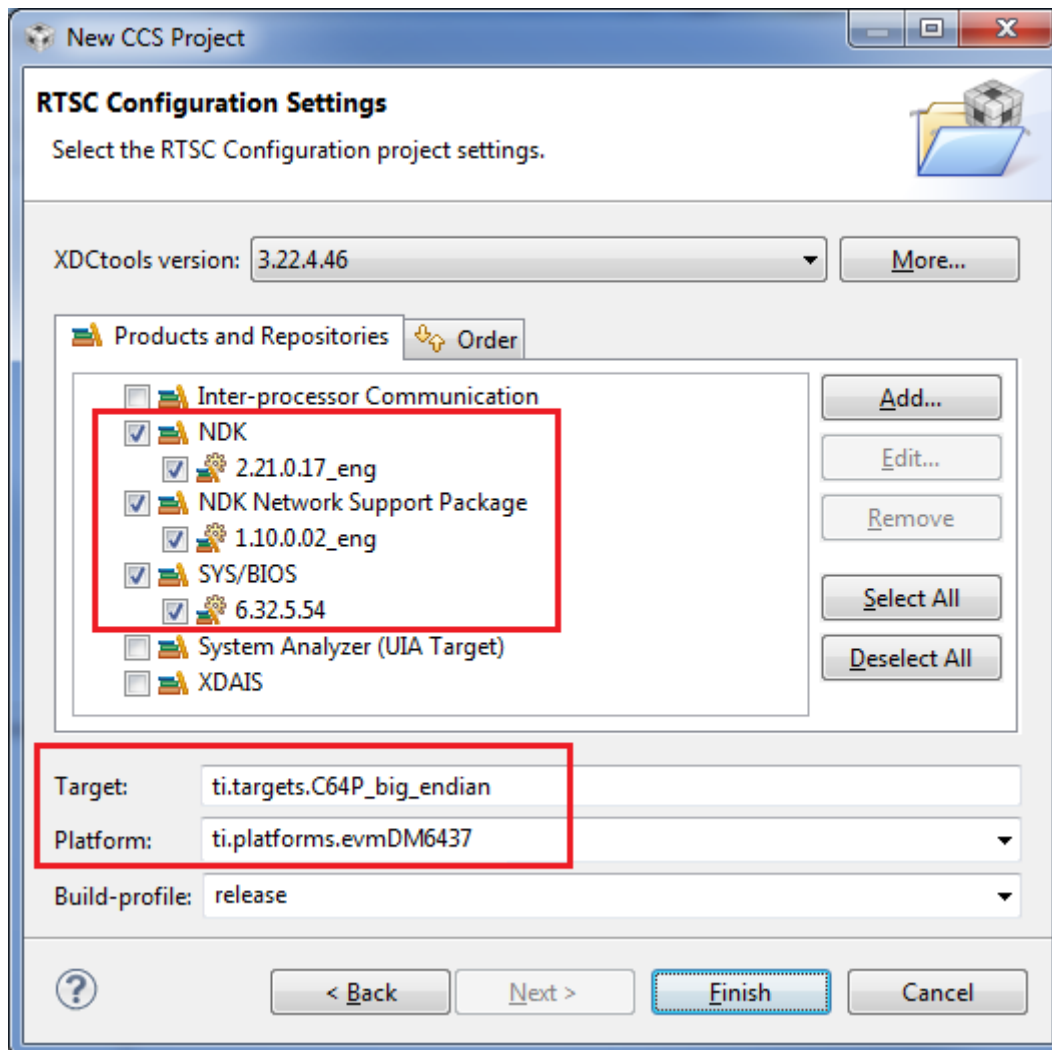 New CCS Project
RTSC Configuration Settings
Select the RTSC Configuration project settings.
XDCtools version: 3.22.4.46 More...
Products and Repositories Order
Inter-processor Communication
NDK
2.21.0.17_eng
NDK Network Support Package
1.10.0.02_eng
SYS/BIOS
6.32.5.54
System Analyzer (UIA Target)
XDAIS
Add...
Edit...
Remove
Select All
Deselect All
Target: ti.targets.C64P_big_endian
Platform: ti.platforms.evmDM6437
Build-profile: release
? < Back Next > Finish Cancel